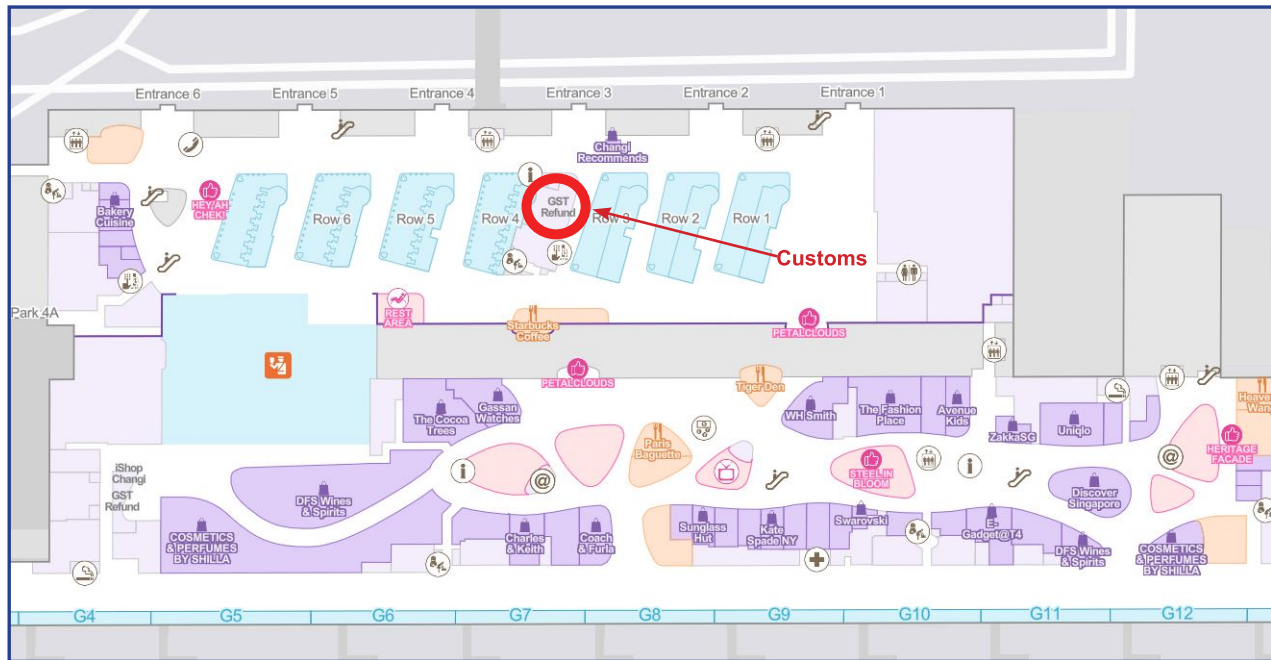 Entrance 6
Entrance 5
Entrance 4
Entrance 3
Entrance 2
Entrance 1
Changi
Recommends
HEY,AH
CHEK!
Bakery
Cuisine
Row 6
Row 5
Row 4
GST
Refund
Row 3
Row 2
Row 1
Customs
Park 4A
REST
AREA
Starbucks
Coffee
PETALCLOUDS
PETALCLOUDS
Tiger Den
The Cocoa
Trees
Gassan
Watches
WH Smith
The Fashion
Place
Avenue
Kids
ZakkaSG
Uniqlo
HERITAGE
FACADE
Paris
Baguette
STEEL IN
BLOOM
iShop
Changi
GST
Refund
DFS Wines
& Spirits
@
@
Discover
Singapore
COSMETICS
& PERFUMES
BY SHILLA
Charles
& Keith
Coach
& Furla
Sunglass
Hut
Kate
Spade NY
Swarovski
E-
Gadget@T4
DFS Wines
& Spirits
COSMETICS
& PERFUMES
BY SHILLA
G4
G5
G6
G7
G8
G9
G10
G11
G12